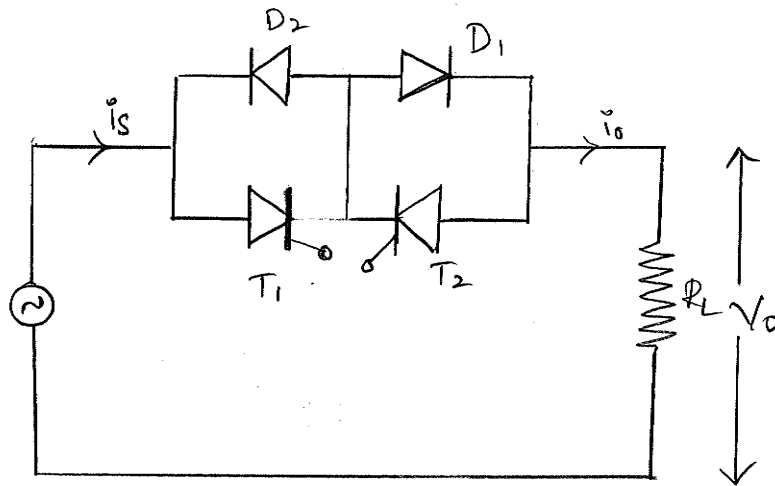 D2 D1
is io
~
T1 T2
RL Vo